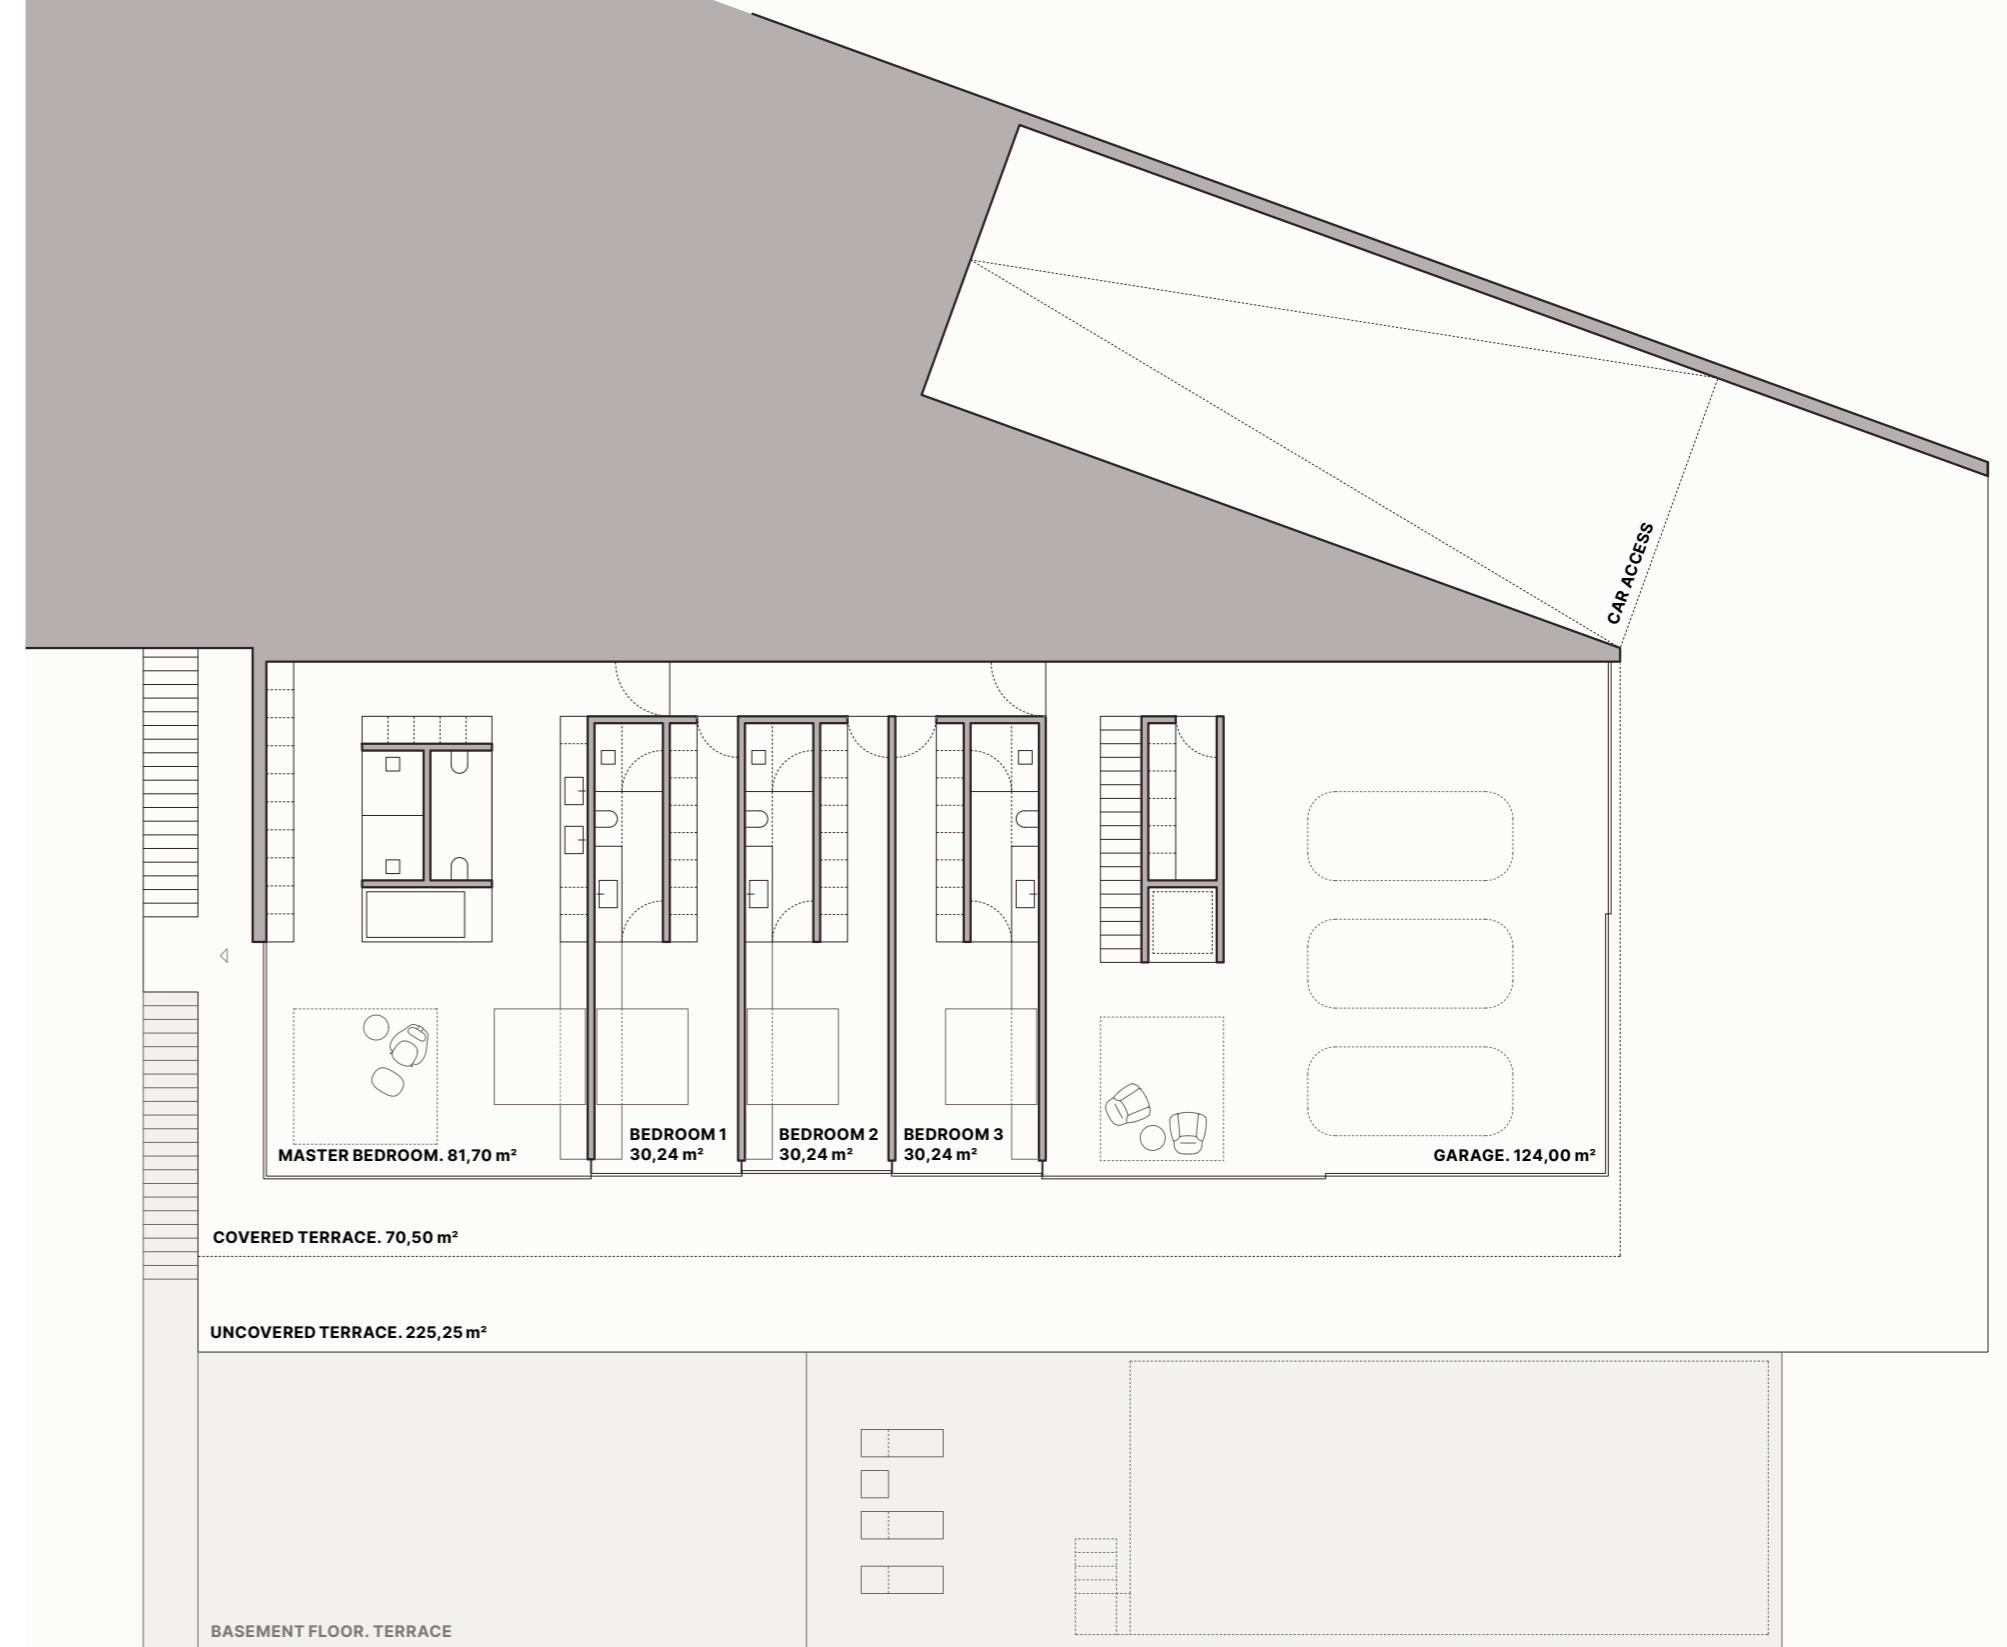 CAR ACCESS
MASTER BEDROOM. 81,70 m²
BEDROOM 1
30,24 m²
BEDROOM 2
30,24 m²
BEDROOM 3
30,24 m²
GARAGE. 124,00 m²
COVERED TERRACE. 70,50 m²
UNCOVERED TERRACE. 225,25 m²
BASEMENT FLOOR. TERRACE